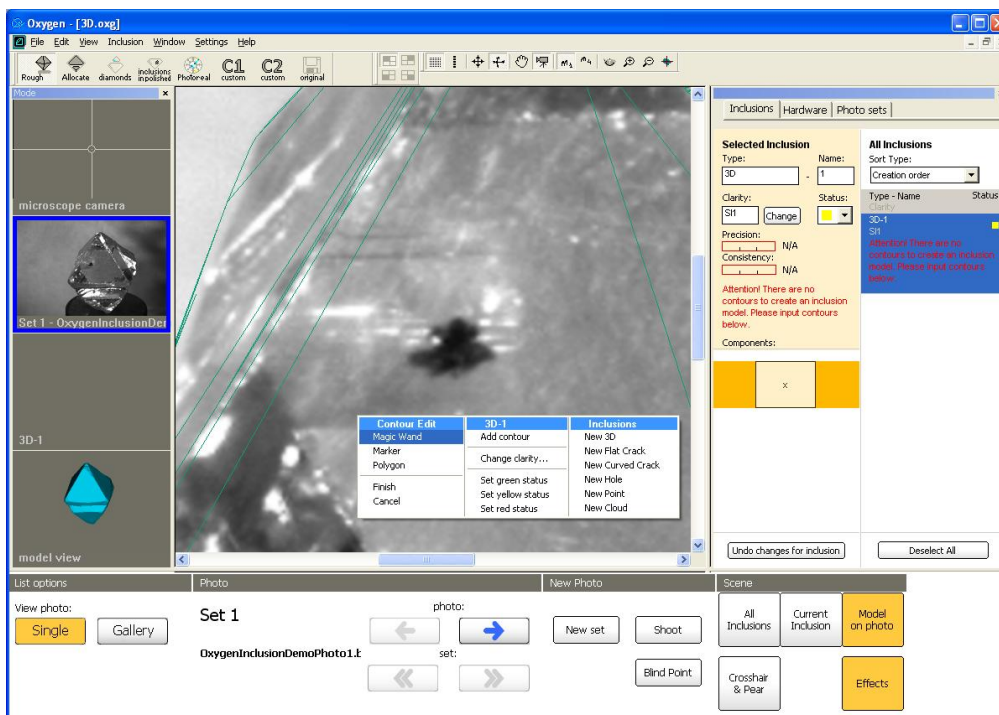 Oxygen - [3D.oxg]
File Edit View Inclusion Window Settings Help
Rough
Allocate
diamonds
inclusions
in polished
Photoreal
C1
custom
C2
custom
original
Mode
microscope camera
Set 1 - OxygenInclusionDe
3D-1
model view
Contour Edit
Magic Wand
Marker
Polygon
Finish
Cancel
3D-1
Add contour
Change clarity...
Set green status
Set yellow status
Set red status
Inclusions
New 3D
New Flat Crack
New Curved Crack
New Hole
New Point
New Cloud
Inclusions Hardware Photo sets
Selected Inclusion
Type: Name:
3D - 1
Clarity: Status:
SI1 Change
Precision:
N/A
Consistency:
N/A
Attention! There are no
contours to create an inclusion
model. Please input contours
below.
Components:
x
Undo changes for inclusion
All Inclusions
Sort Type:
Creation order
Type - Name Status
Clarity
3D-1
SI1
Attention! There are no
contours to create an inclusion
model. Please input contours
below.
Deselect All
List options
View photo:
Single Gallery
Photo
Set 1
photo:
OxygenInclusionDemoPhoto1.b
set:
New Photo
New set Shoot
Blind Point
Scene
All
Inclusions
Current
Inclusion
Model
on photo
Crosshair
& Pear
Effects